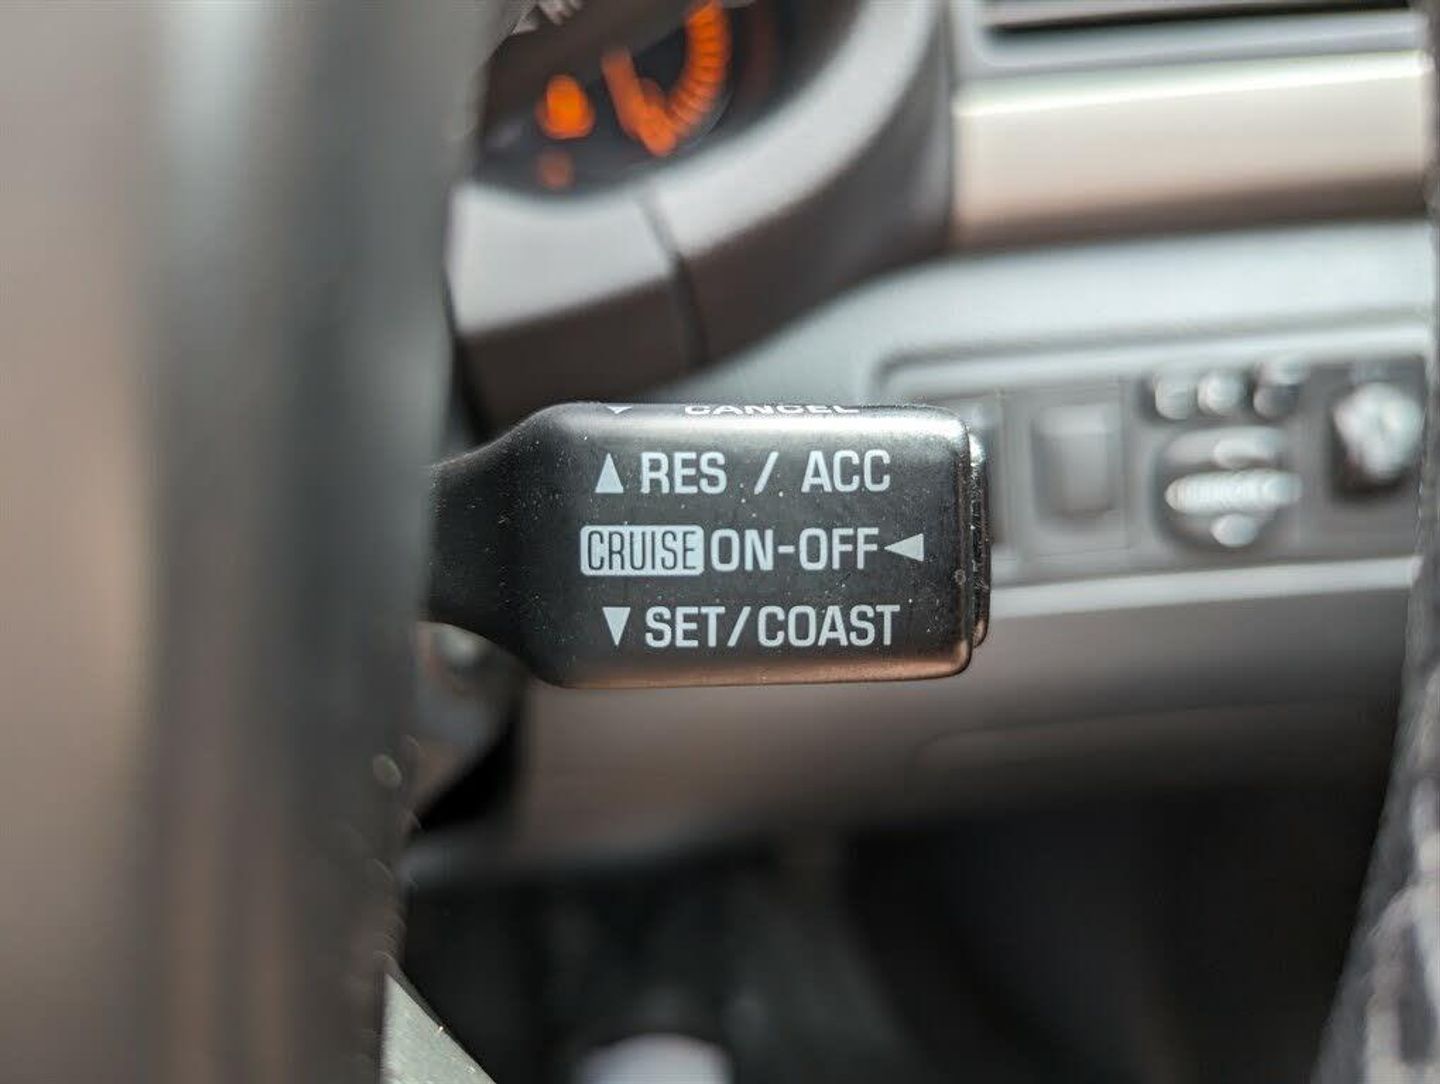 CANCEL
RES / ACC
CRUISE ON-OFF
SET/COAST